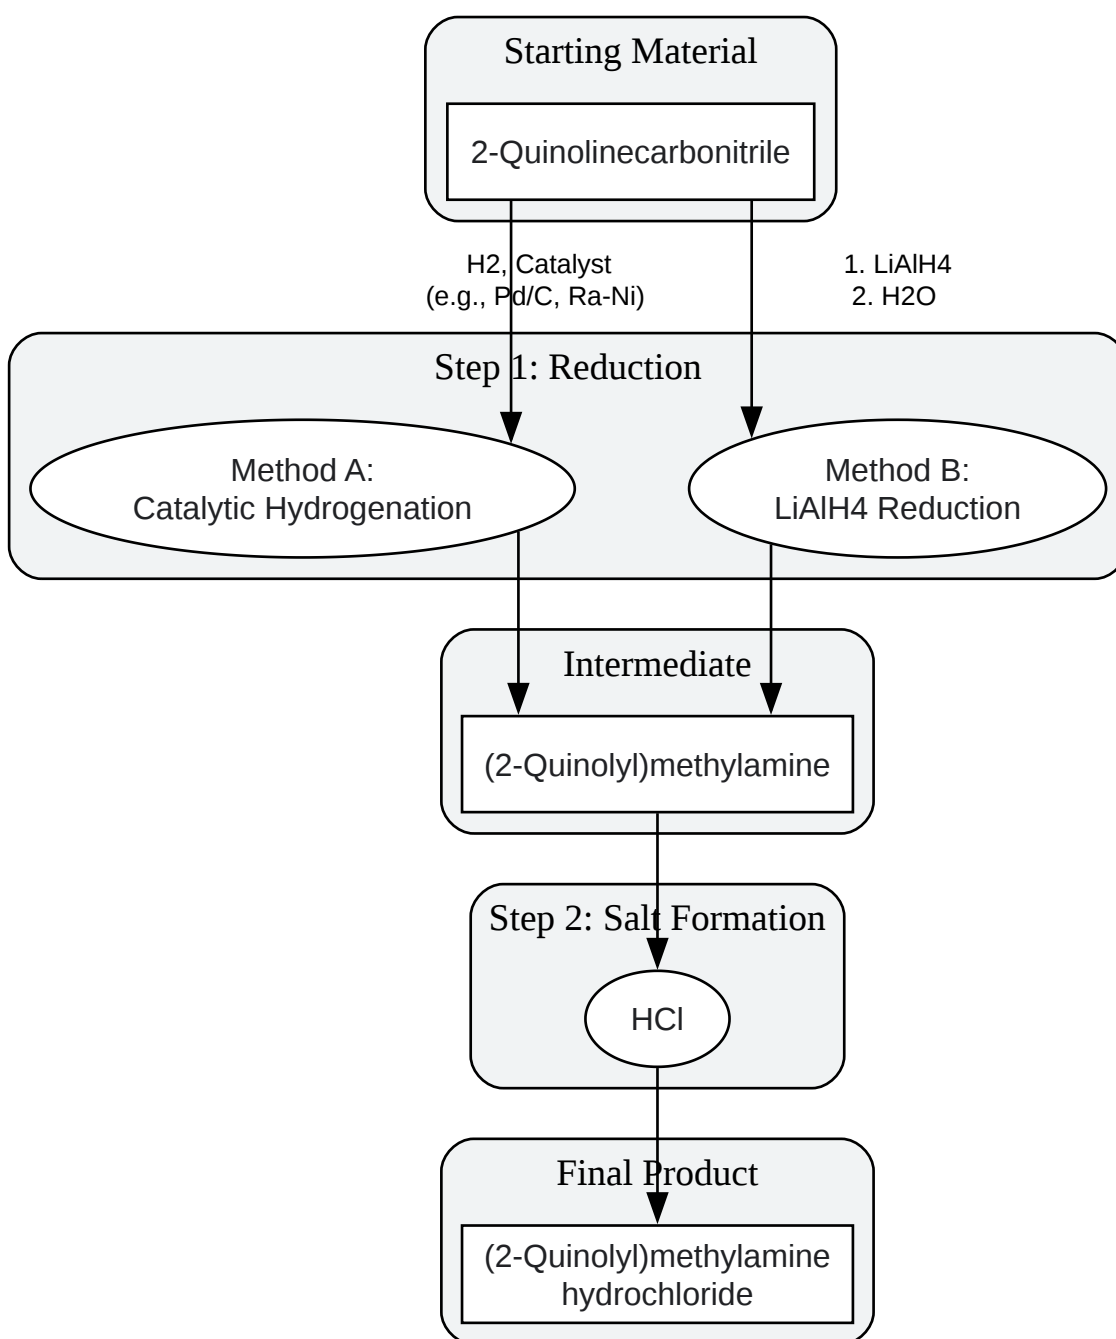 Starting Material
2-Quinolinecarbonitrile
H2, Catalyst
(e.g., Pd/C, Ra-Ni)
1. LiAlH4
2. H2O
Step 1: Reduction
Method A:
Catalytic Hydrogenation
Method B:
LiAlH4 Reduction
Intermediate
(2-Quinolyl)methylamine
Step 2: Salt Formation
HCl
Final Product
(2-Quinolyl)methylamine
hydrochloride